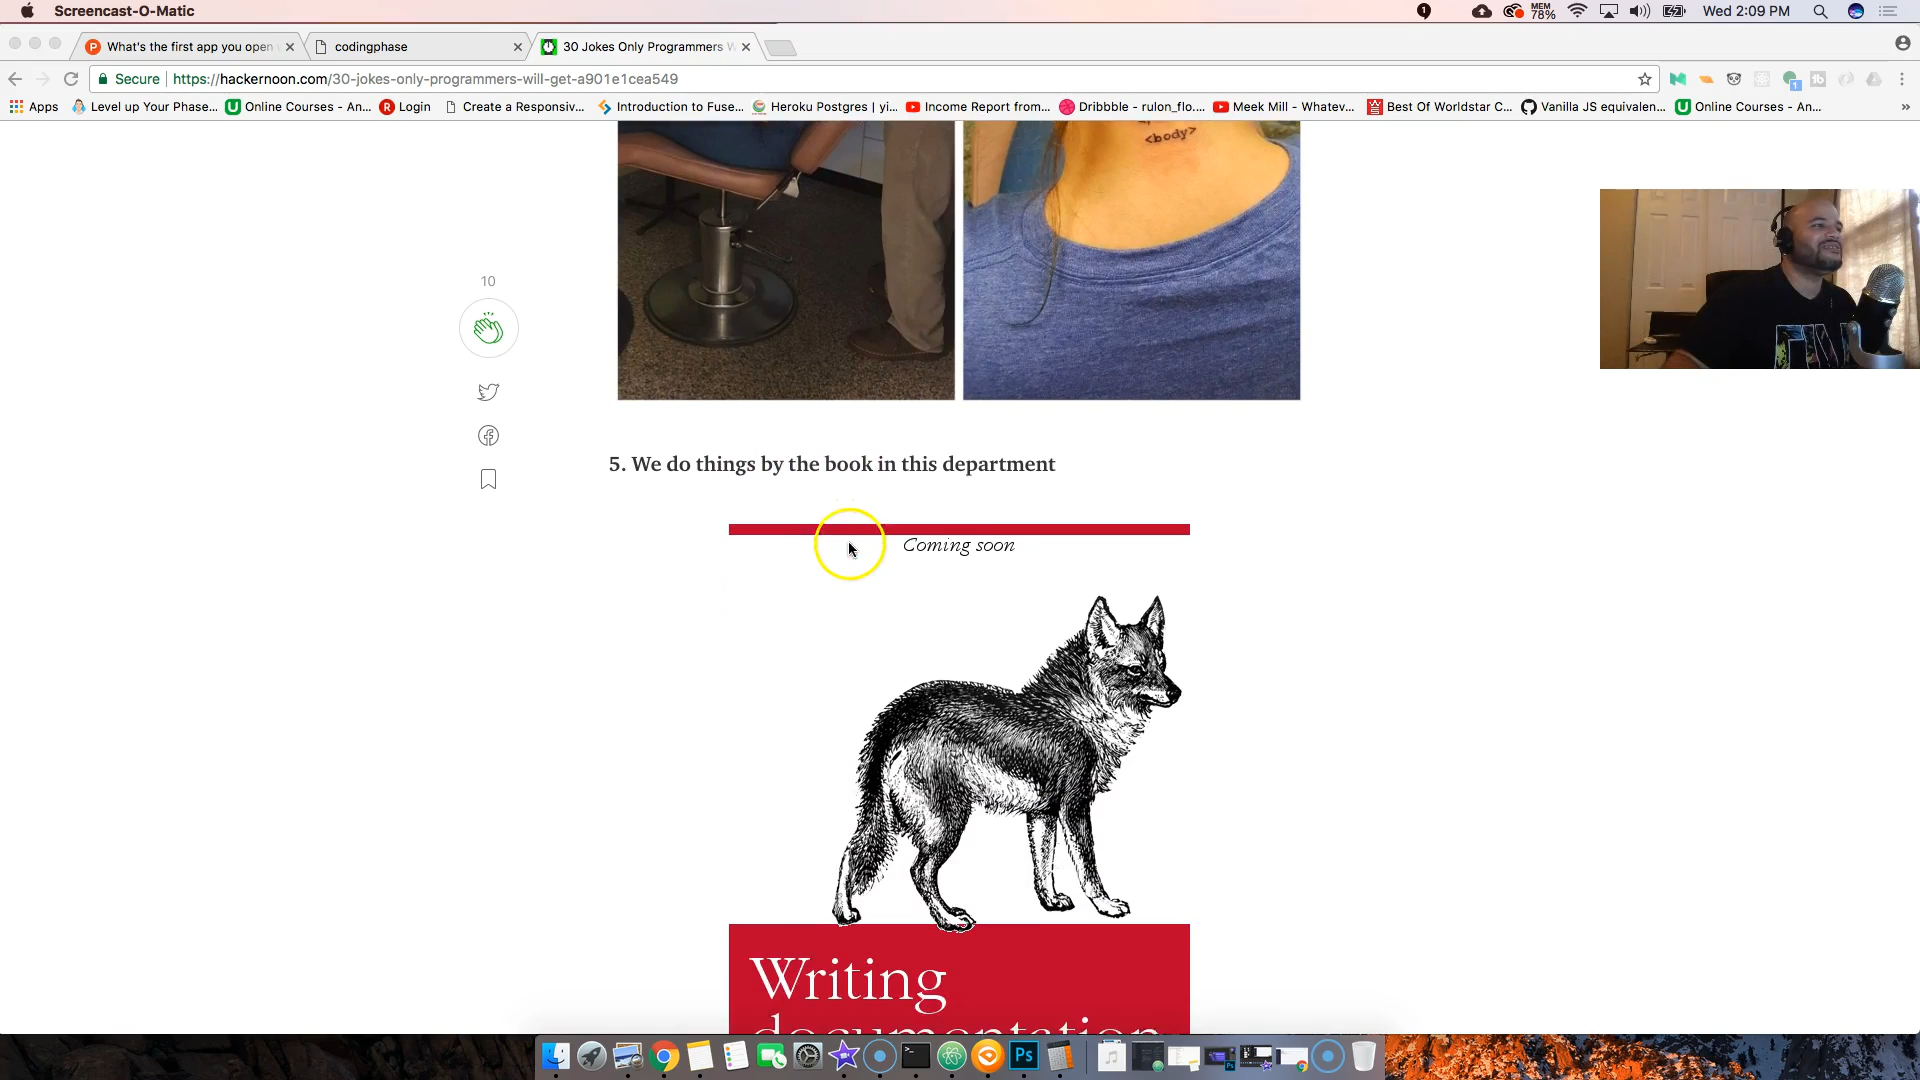 Screencast-O-Matic
MEM
78%
Wed 2:09 PM
What's the first app you open
codingphase
30 Jokes Only Programmers W
Secure
https://hackernoon.com/30-jokes-only-programmers-will-get-a901e1cea549
Apps
Level up Your Phase...
Online Courses - An...
Login
Create a Responsiv...
Introduction to Fuse...
Heroku Postgres | yi...
Income Report from...
Dribbble - rulon_flo....
Meek Mill - Whatev...
Best Of Worldstar C...
Vanilla JS equivalen...
Online Courses - An...
<body>
10
5. We do things by the book in this department
Coming soon
Writing
documentation